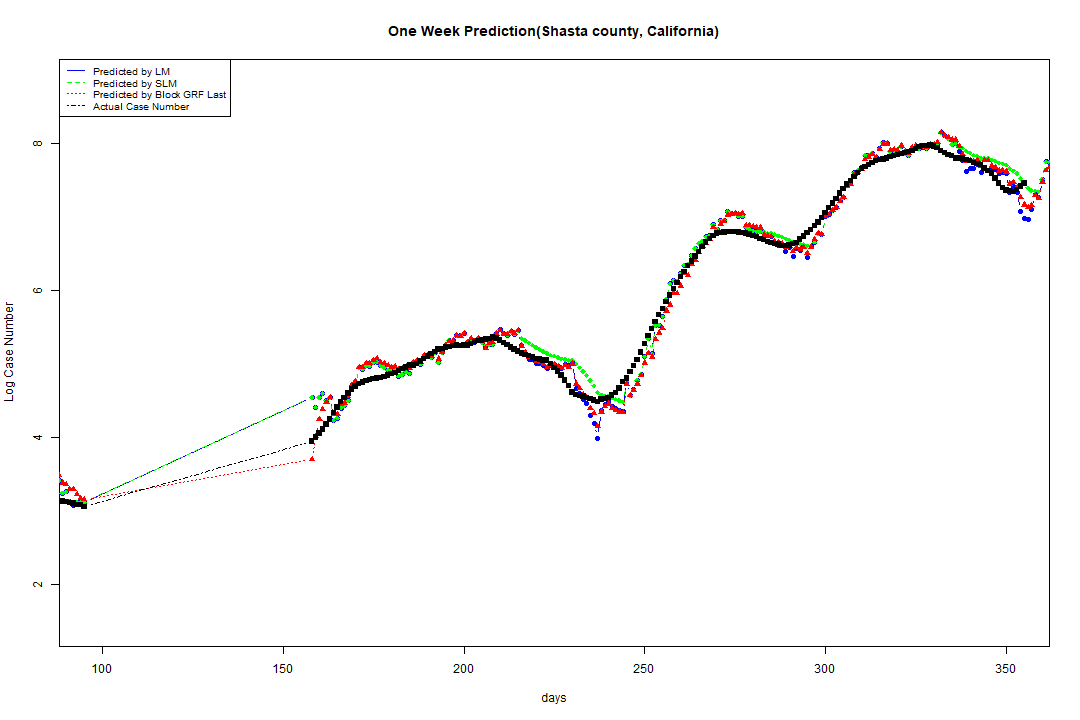 One Week Prediction(Shasta county, California)
Predicted by LM
Predicted by SLM
Predicted by Block GRF Last
Actual Case Number
8
6
4
2
Log Case Number
100 150 200 250 300 350
days